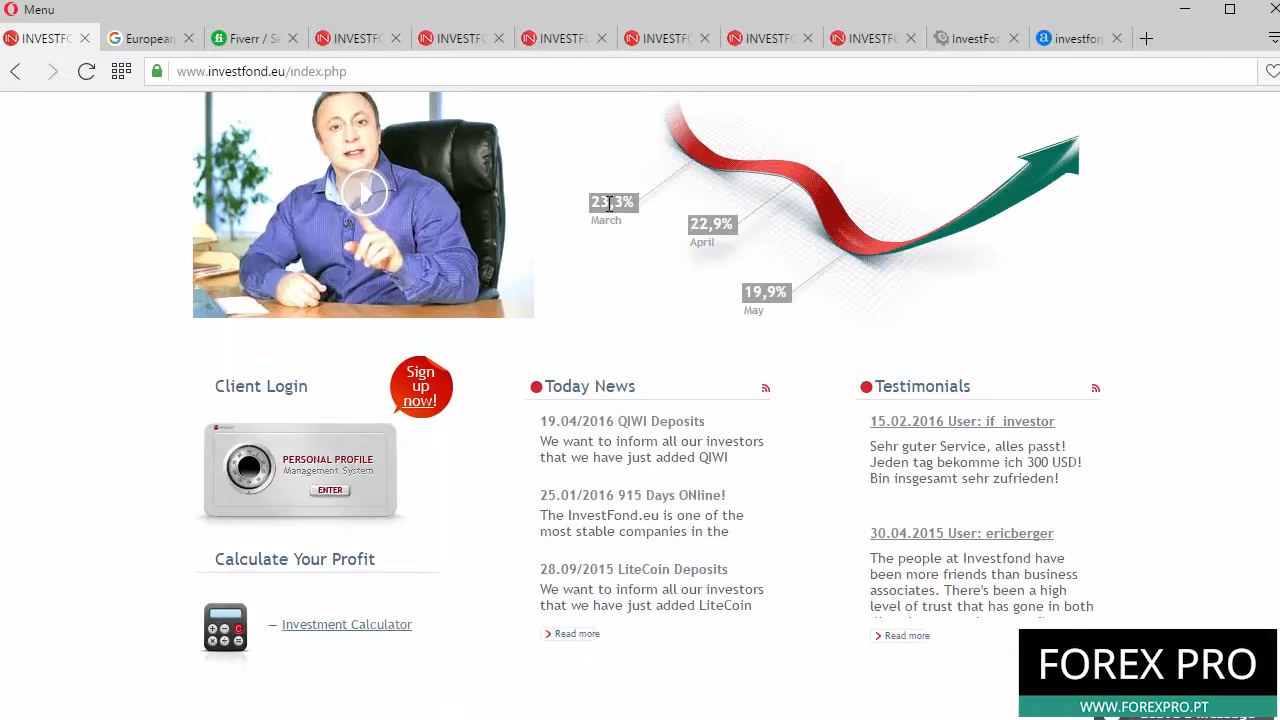 Menu
INVESTFO
European
Fiverr / Se
INVESTFO
INVESTFO
INVESTFO
INVESTFO
INVESTFO
INVESTFO
InvestFon
investfon
www.investfond.eu/index.php
23,3%
March
22,9%
April
19,9%
May
Client Login
Sign
up
now!
PERSONAL PROFILE
Management System
ENTER
Calculate Your Profit
– Investment Calculator
Today News
19.04/2016 QIWI Deposits
We want to inform all our investors
that we have just added QIWI
25.01/2016 915 Days ONline!
The InvestFond.eu is one of the
most stable companies in the
28.09/2015 LiteCoin Deposits
We want to inform all our investors
that we have just added LiteCoin
Read more
Testimonials
15.02.2016 User: if_investor
Sehr guter Service, alles passt!
Jeden tag bekomme ich 300 USD!
Bin insgesamt sehr zufrieden!
30.04.2015 User: ericberger
The people at Investfond have
been more friends than business
associates. There's been a high
level of trust that has gone in both
Read more
FOREX PRO
WWW.FOREXPRO.PT